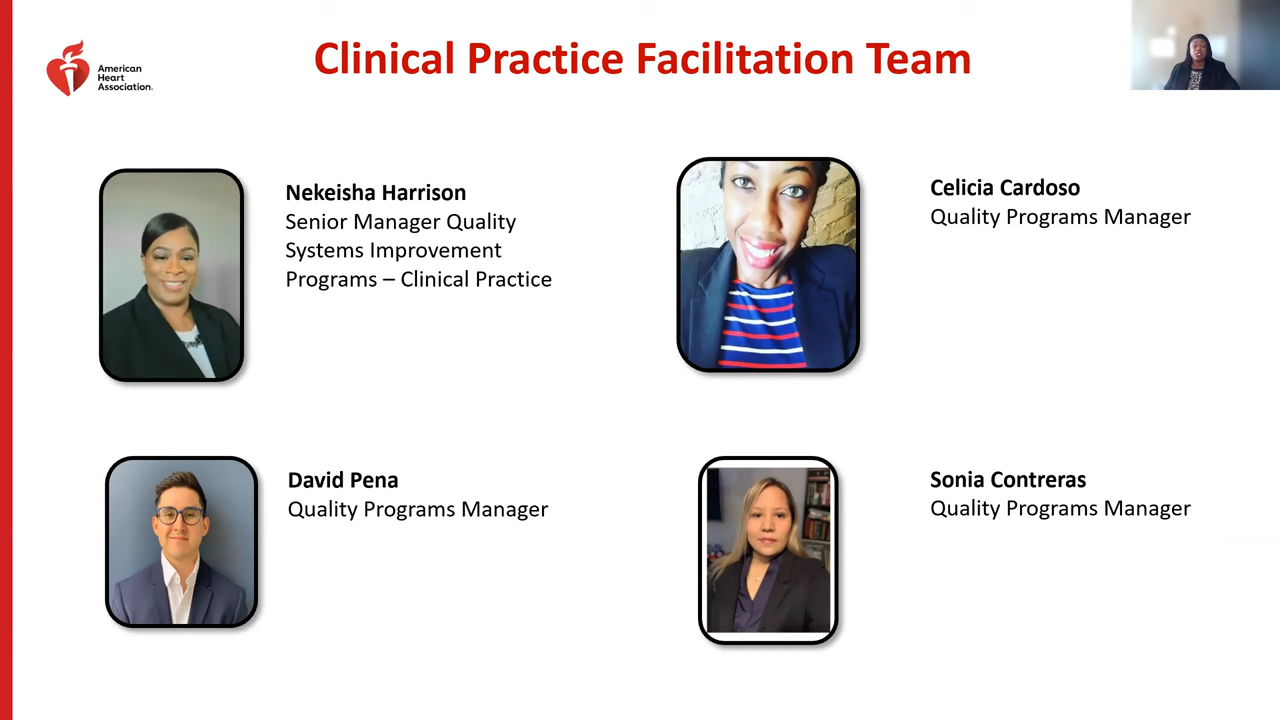 Clinical Practice Facilitation Team
American
Heart
Association.
Nekeisha Harrison
Senior Manager Quality
Systems Improvement
Programs – Clinical Practice
Celicia Cardoso
Quality Programs Manager
David Pena
Quality Programs Manager
Sonia Contreras
Quality Programs Manager